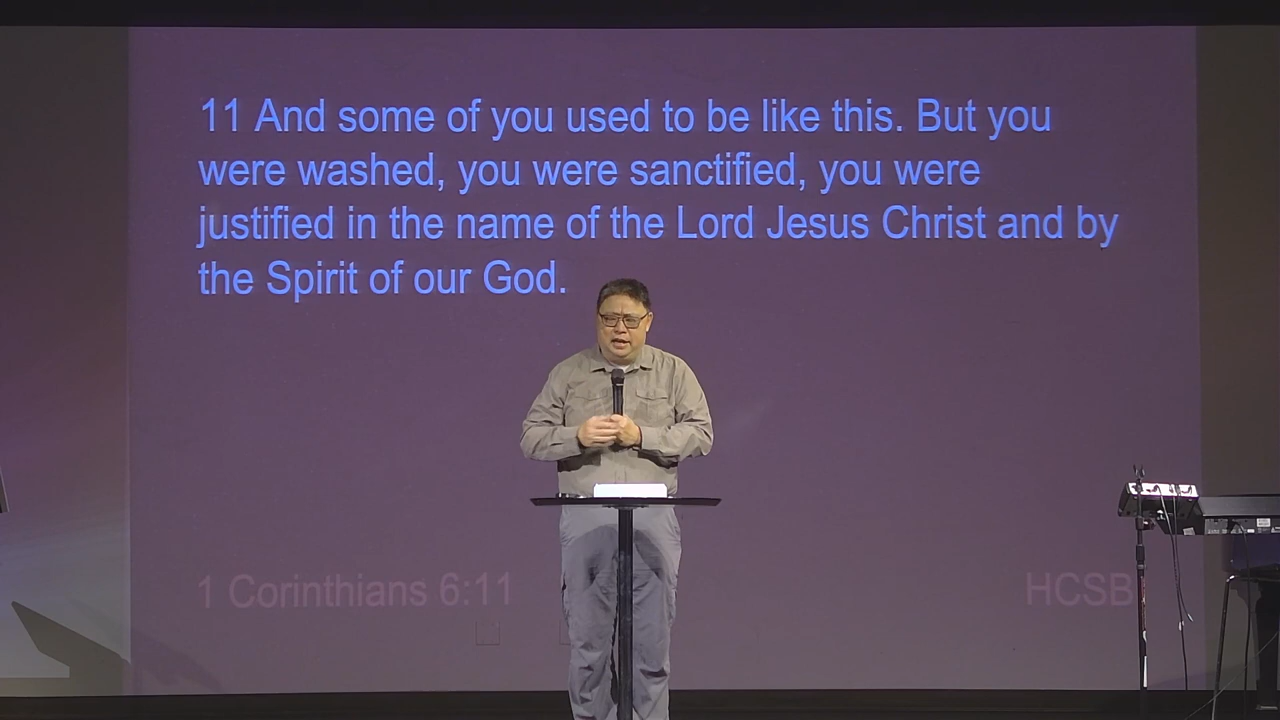 11 And some of you used to be like this. But you
were washed, you were sanctified, you were
justified in the name of the Lord Jesus Christ and by
the Spirit of our God.
1 Corinthians 6:11
HCSB